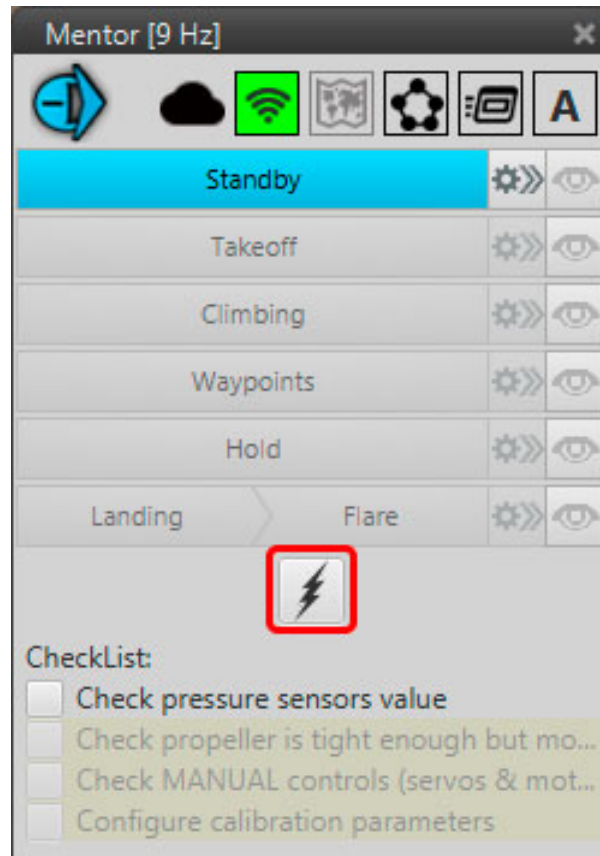 Mentor [9 Hz]
A
Standby
Takeoff
Climbing
Waypoints
Hold
Landing Flare
CheckList:
Check pressure sensors value
Check propeller is tight enough but mo...
Check MANUAL controls (servos & mot...
Configure calibration parameters